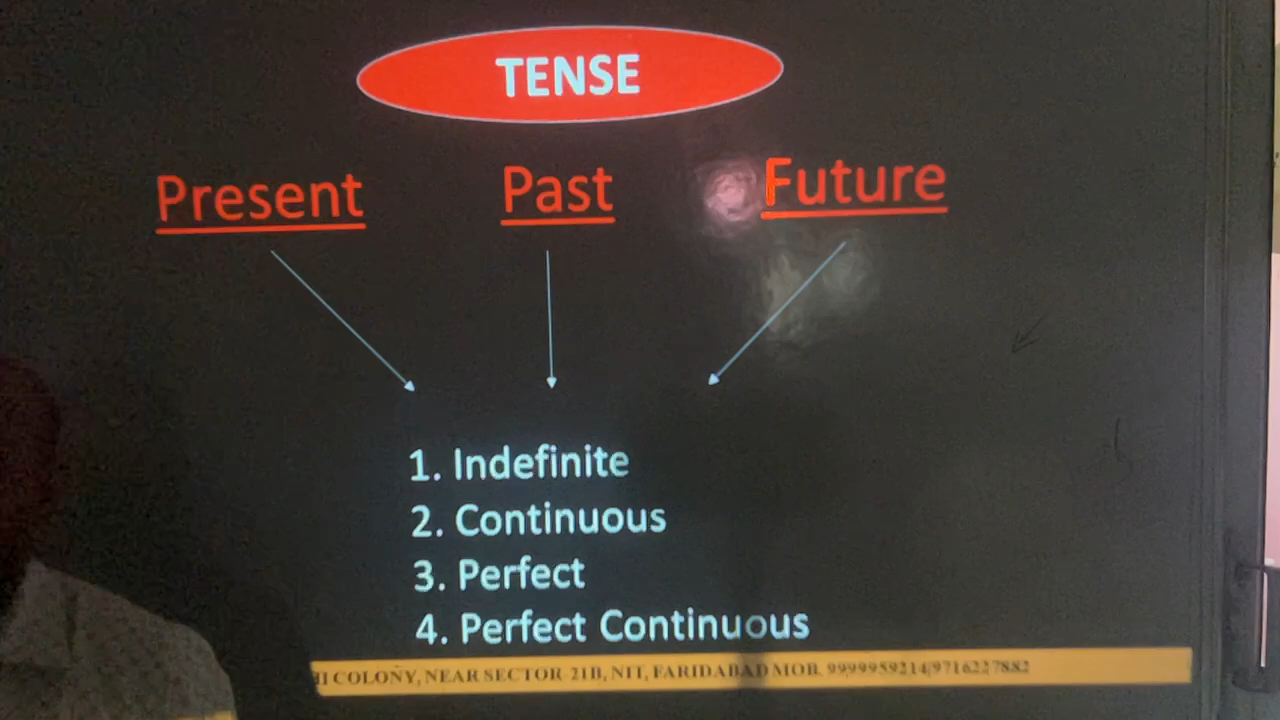 TENSE
Present Past Future
1. Indefinite
2. Continuous
3. Perfect
4. Perfect Continuous
COLONY, NEAR SECTOR-21B, NIT, FARIDABAD MOB. 9999959214,9716227882